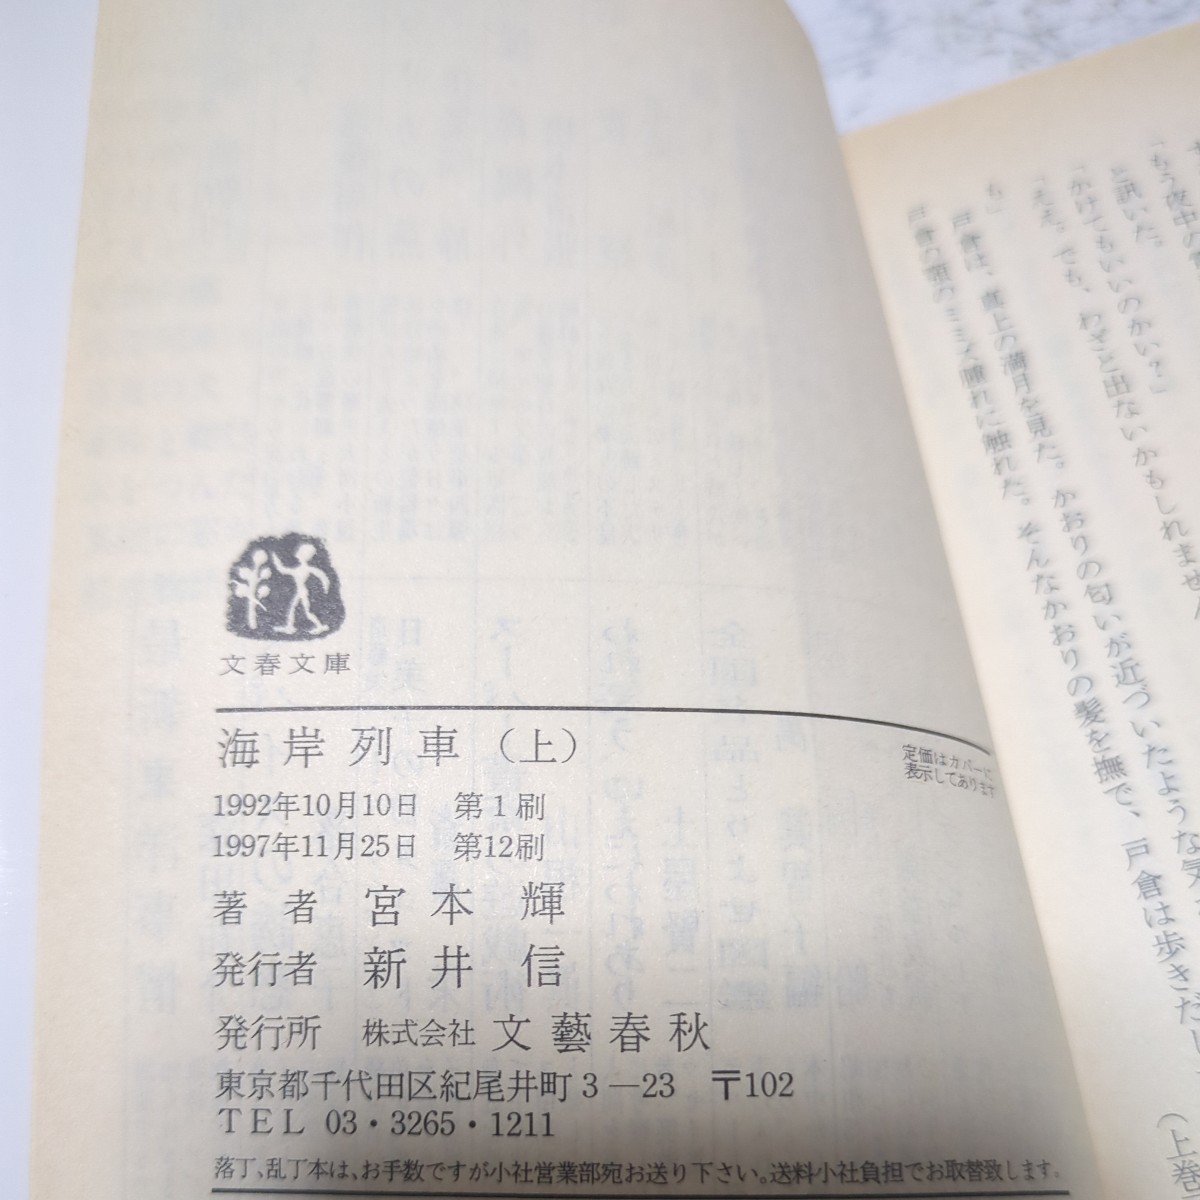 文春文庫
海岸列車（上）
定価はカバーに
表示してあります
1992年10月10日 第1刷
1997年11月25日 第12刷
著者 宮本輝
発行者 新井信
発行所 株式会社 文藝春秋
東京都千代田区紀尾井町3―23 〒102
TEL 03・3265・1211
落丁、乱丁本は、お手数ですが小社営業部宛お送り下さい。送料小社負担でお取替致します。
「もう夜中の
と訊いた。
「かけてもいいのかい？」
「ええ。でも、わざと出ないかもしれません
も」
戸倉は、真上の満月を見た。かおりの匂いが近づいたような気
戸倉の頭のミミズ腫れに触れた。そんなかおりの髪を撫で、戸倉は歩きだし
（上巻